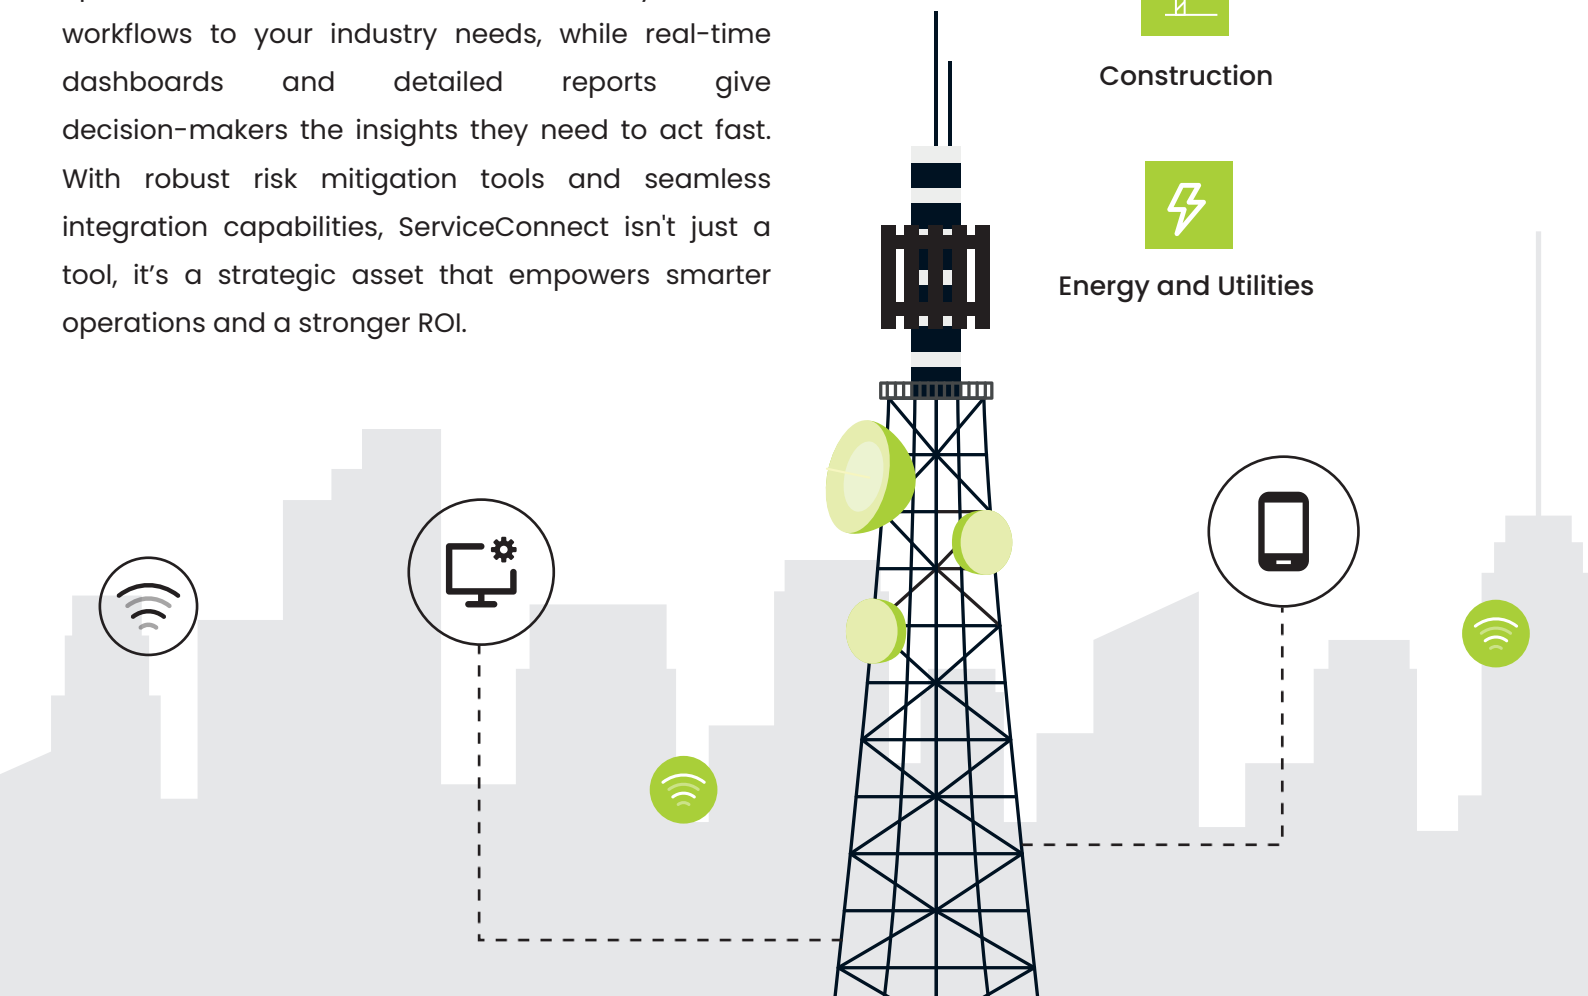 workflows to your industry needs, while real-time
dashboards and detailed reports give
decision-makers the insights they need to act fast.
With robust risk mitigation tools and seamless
integration capabilities, ServiceConnect isn't just a
tool, it’s a strategic asset that empowers smarter
operations and a stronger ROI.
Construction
Energy and Utilities